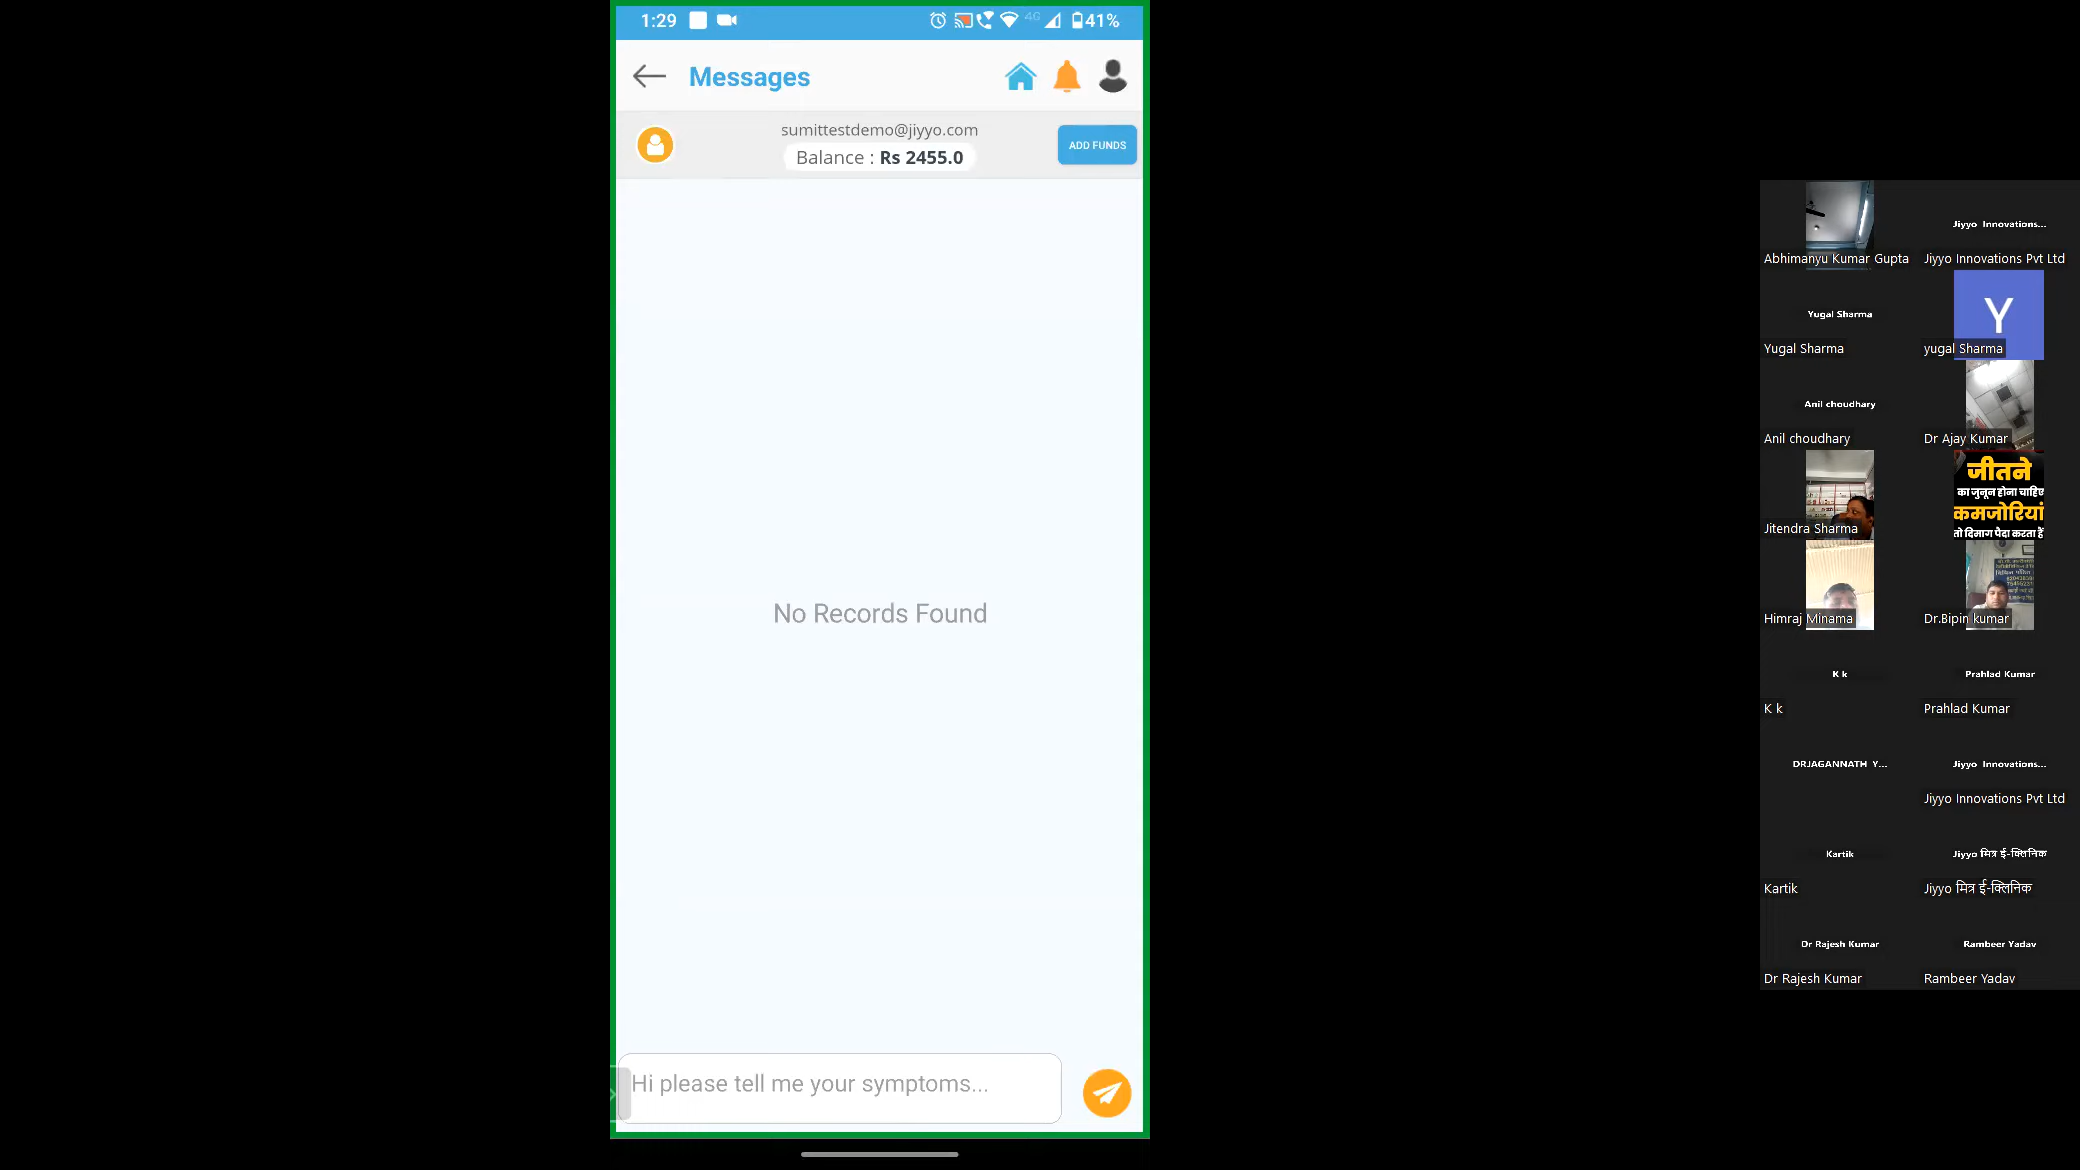 1:29
4G
41%
Messages
sumittestdemo@jiyyo.com
Balance : Rs 2455.0
ADD FUNDS
No Records Found
Hi please tell me your symptoms...
Abhimanyu Kumar Gupta
Jiyyo Innovations...
Jiyyo Innovations Pvt Ltd
Yugal Sharma
Yugal Sharma
Y
yugal Sharma
Anil choudhary
Anil choudhary
Dr Ajay Kumar
Jitendra Sharma
जीतने
का जुनून होना चाहिए
कमजोरियां
तो दिमाग पैदा करता हैं
Himraj Minama
Dr.Bipin kumar
K k
K k
Prahlad Kumar
Prahlad Kumar
DRJAGANNATH Y...
Jiyyo Innovations...
Jiyyo Innovations Pvt Ltd
Kartik
Kartik
Jiyyo मित्र ई-क्लिनिक
Jiyyo मित्र ई-क्लिनिक
Dr Rajesh Kumar
Dr Rajesh Kumar
Rambeer Yadav
Rambeer Yadav